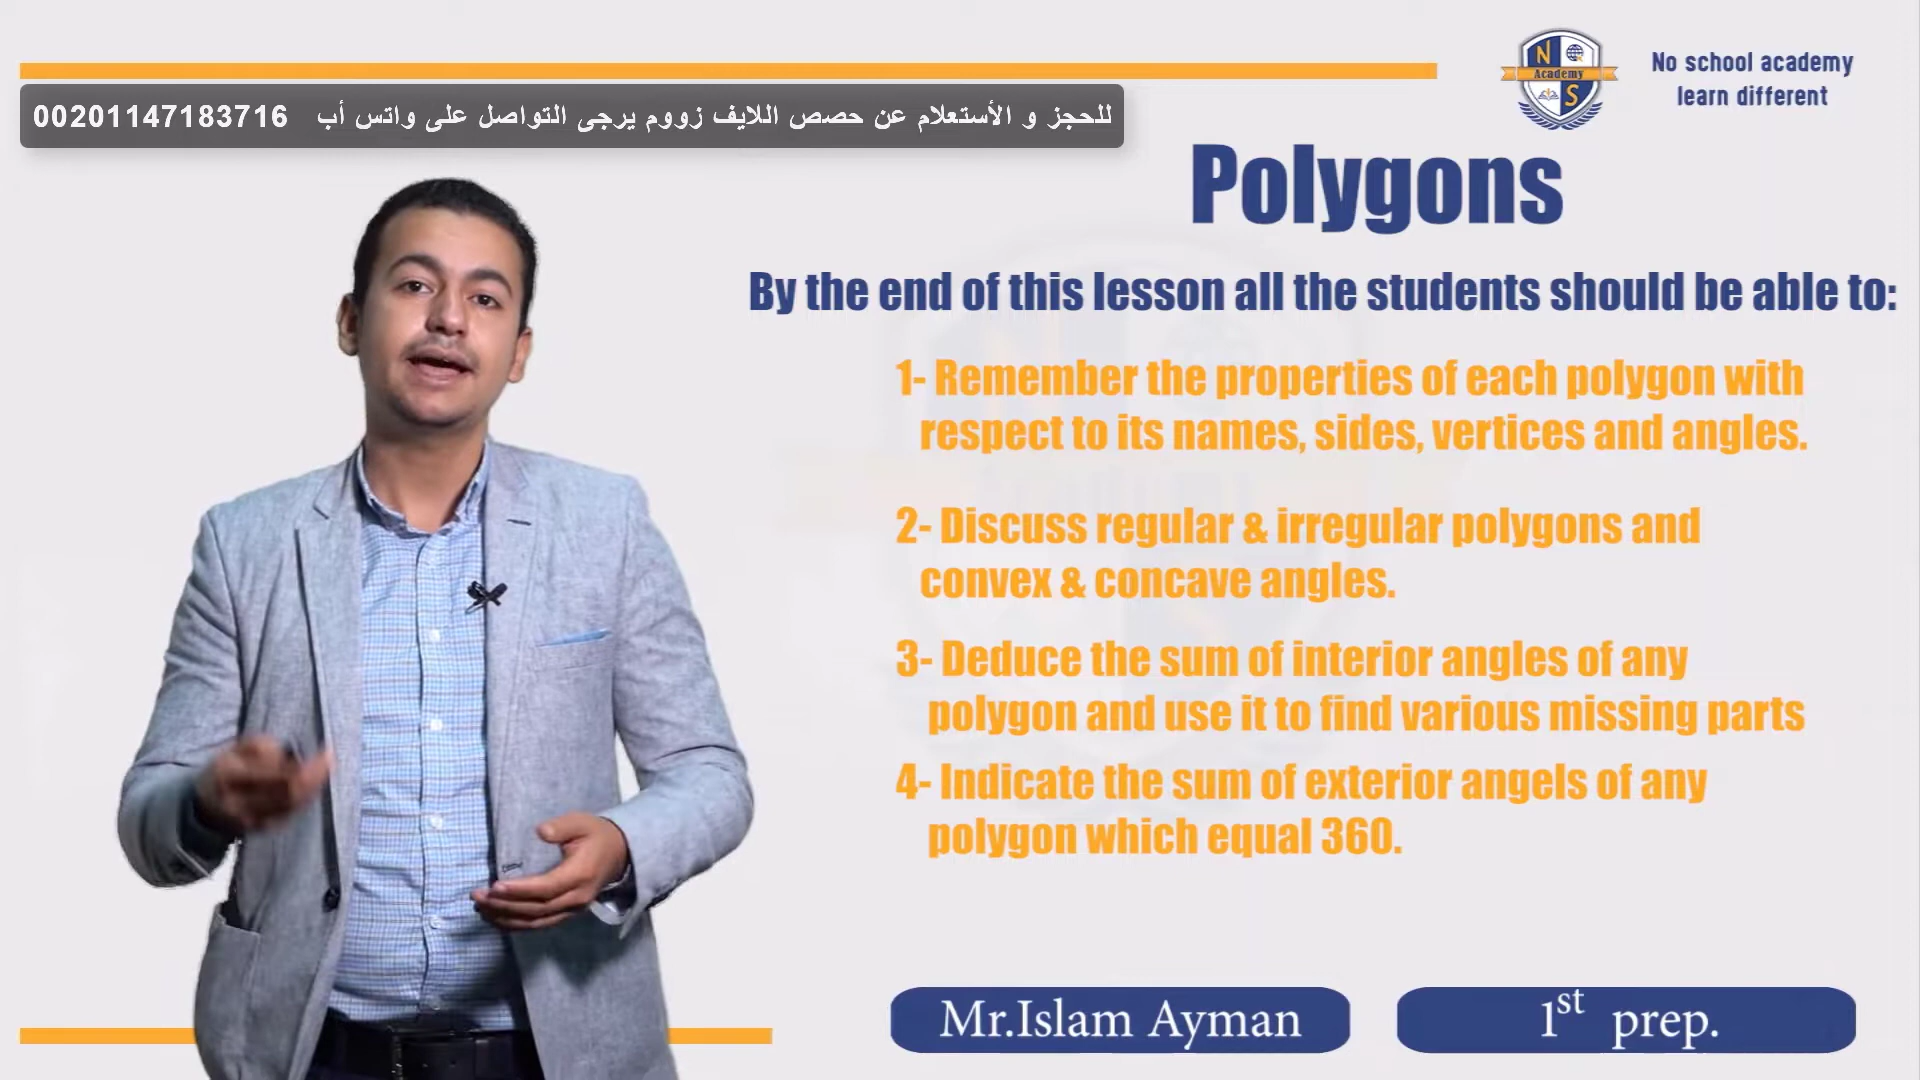 No school academy
learn different
N
Academy
S
للحجز و الأستعلام عن حصص اللايف زووم يرجى التواصل على واتس أب 00201147183716
Polygons
By the end of this lesson all the students should be able to:
1- Remember the properties of each polygon with
respect to its names, sides, vertices and angles.
2- Discuss regular & irregular polygons and
convex & concave angles.
3- Deduce the sum of interior angles of any
polygon and use it to find various missing parts
4- Indicate the sum of exterior angels of any
polygon which equal 360.
Mr.Islam Ayman
1st prep.